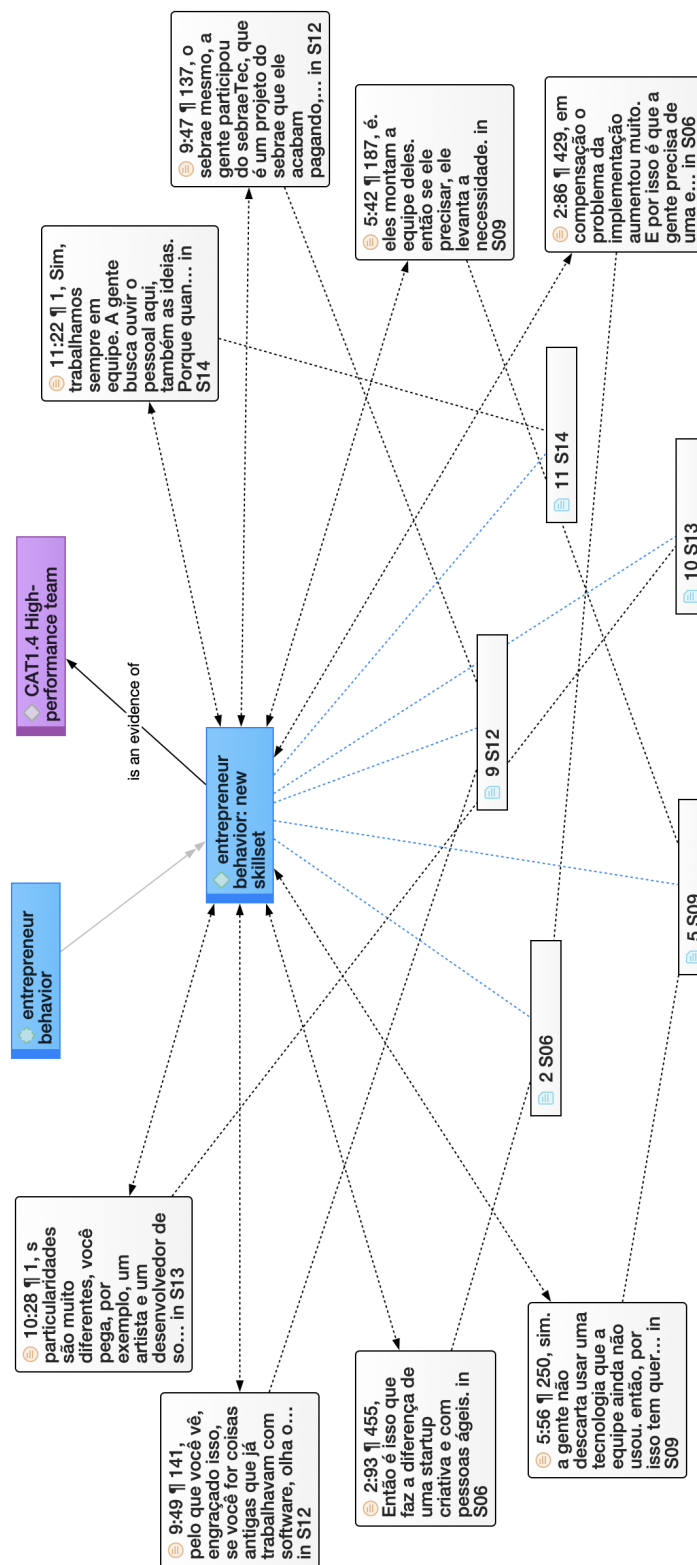 entrepreneur
behavior
CAT1.4 High-
performance team
is an evidence of
entrepreneur
behavior: new
skillset
10:28 ¶ 1, s
particularidades
são muito
diferentes, você
pega, por
exemplo, um
artista e um
desenvolvedor de
so… in S13
11:22 ¶ 1, Sim,
trabalhamos
sempre em
equipe. A gente
busca ouvir o
pessoal aqui,
também as ideias.
Porque quan… in
S14
9:49 ¶ 141,
pelo que você vê,
engraçado isso,
se você for coisas
antigas que já
trabalhavam com
software, olha o…
in S12
9:47 ¶ 137, o
sebrae mesmo, a
gente participou
do sebraeTec, que
é um projeto do
sebrae que ele
acabam
pagando,… in S12
2:93 ¶ 455,
Então é isso que
faz a diferença de
uma startup
criativa e com
pessoas ágeis. in
S06
5:42 ¶ 187, é.
eles montam a
equipe deles.
então se ele
precisar, ele
levanta a
necessidade. in
S09
5:56 ¶ 250, sim.
a gente não
descarta usar uma
tecnologia que a
equipe ainda não
usou. então, por
isso tem quer… in
S09
2:86 ¶ 429, em
compensação o
problema da
implementação
aumentou muito.
E por isso é que a
gente precisa de
uma e… in S06
9 S12
2 S06
11 S14
5 S09
10 S13